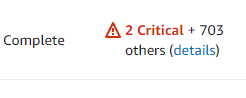 Complete
2 Critical + 703
others (details)